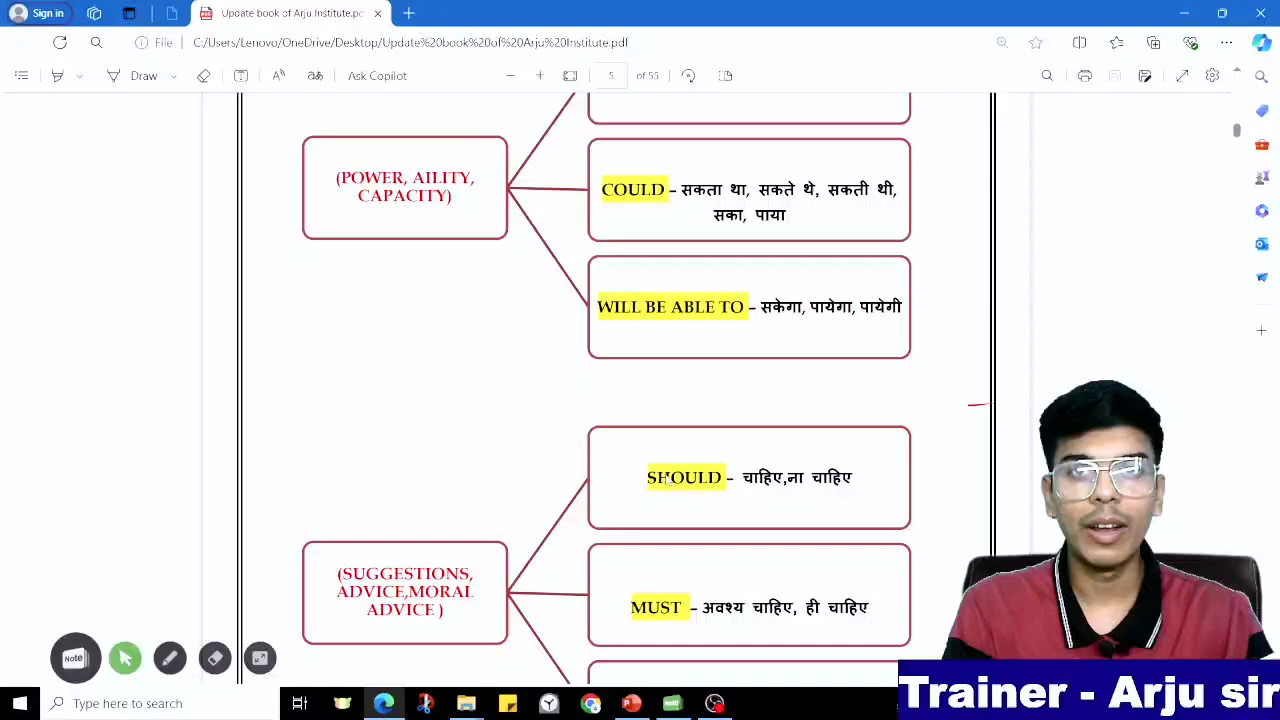 Sign in
Update book of Arju Institute.pc
File
C:/Users/Lenovo/OneDrive/Desktop/Update%20book%20of%20Arju%20Institute.pdf
Draw
Ask Copilot
5 of 55
(POWER, AILITY,
CAPACITY)
COULD – सकता था, सकते थे, सकती थी,
सका, पाया
WILL BE ABLE TO – सकेगा, पायेगा, पायेगी
SHOULD – चाहिए,ना चाहिए
(SUGGESTIONS,
ADVICE,MORAL
ADVICE )
MUST – अवश्य चाहिए, ही चाहिए
Note
Trainer - Arju sir
Type here to search